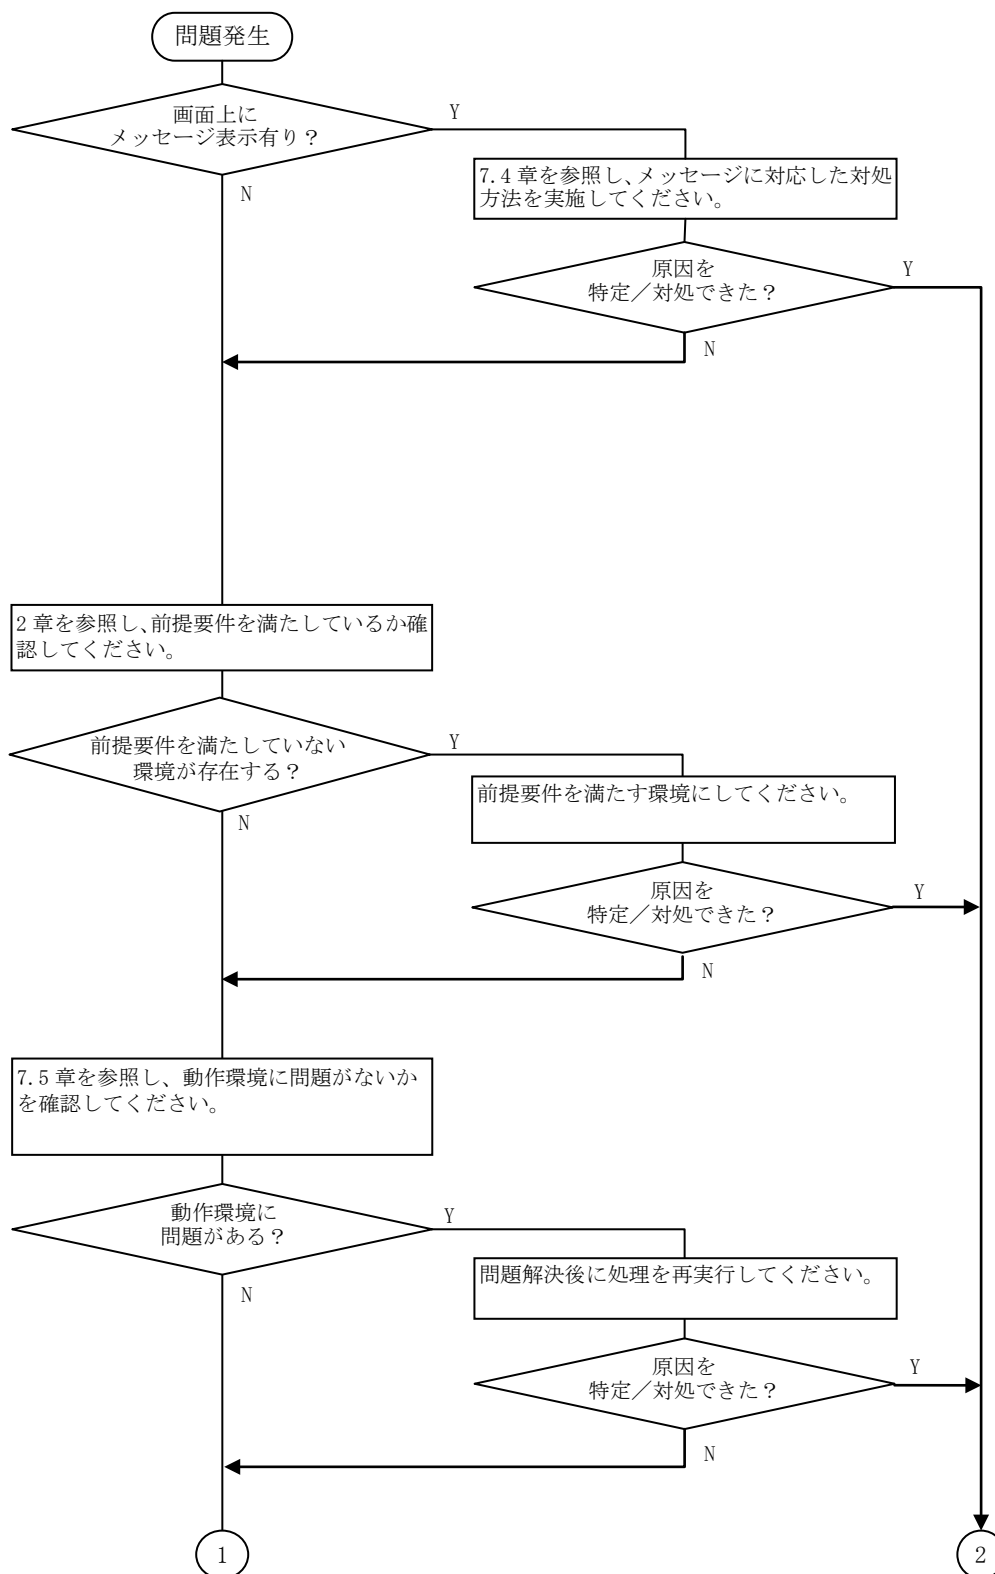 問題発生
画面上に
メッセージ表示有り？
Y
N
7.4 章を参照し、メッセージに対応した対処
方法を実施してください。
原因を
特定／対処できた？
Y
N
2 章を参照し、前提要件を満たしているか確
認してください。
前提要件を満たしていない
環境が存在する？
Y
N
前提要件を満たす環境にしてください。
原因を
特定／対処できた？
Y
N
7.5 章を参照し、動作環境に問題がないか
を確認してください。
動作環境に
問題がある？
Y
N
問題解決後に処理を再実行してください。
原因を
特定／対処できた？
Y
N
1
2